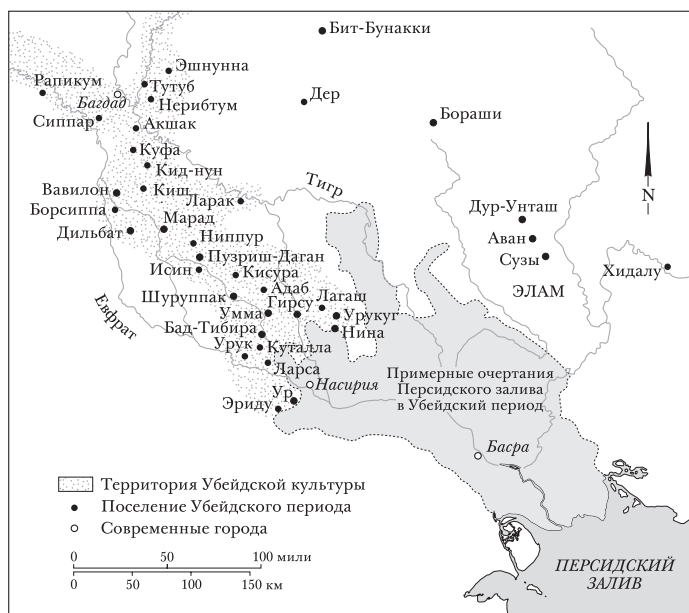 Бит-Бунакки
Эшнунна
Рапикум
Тутуб
Багдад
Нерибтум
Дер
Сиппар
Акшак
Бораши
Куфа
Кид-нун
N
Тигр
Вавилон
Киш
Ларак
Борсиппа
Марад
Дур-Унташ
Дильбат
Ниппур
Аван
Пузриш-Даган
Сузы
Исин
Кисура
Хидалу
Адаб
ЭЛАМ
Шуруппак
Гирсу
Лагаш
Евфрат
Умма
Урукуг
Бад-Тибира
Нина
Урук
Куталла
Ларса
Примерные очертания
Персидского залива
в Убейдский период
Насирия
Ур
Эриду
Басра
Территория Убейдской культуры
Поселение Убейдского периода
Современные города
0 50 100 мили
0 50 100 150 км
ПЕРСИДСКИЙ
ЗАЛИВ